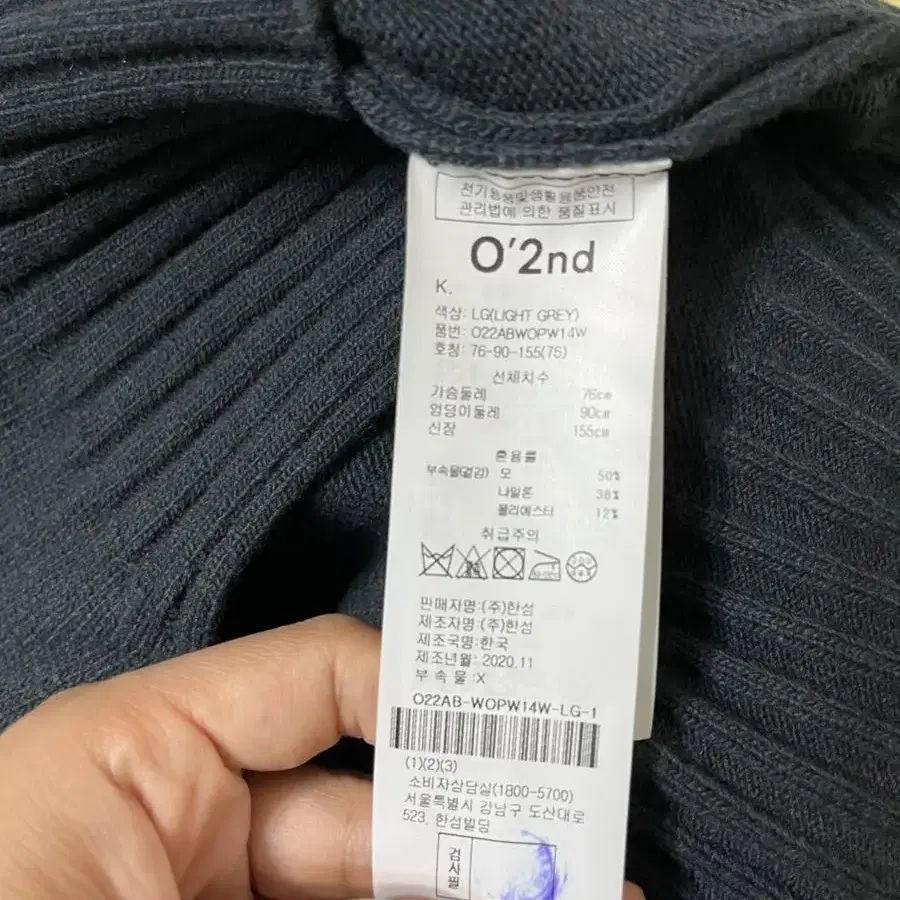 전기용품및생활용품안전
관리법에 의한 품질표시
O'2nd
K.
색상: LG(LIGHT GREY)
품번: O22ABWOPW14W
호칭: 76-90-155(76)
신체치수
가슴둘레 76cm
엉덩이둘레 90cm
신장 155cm
혼용률
부속물(겉감) 모 50%
나일론 38%
폴리에스터 12%
취급주의
판매자명:(주)한섬
제조자명:(주)한섬
제조국명:한국
제조년월: 2020.11
부 속 물 :X
O22AB-WOPW14W-LG-1
(1)(2)(3)
소비자상담실(1800-5700)
서울특별시 강남구 도산대로
523, 한섬빌딩
검사필